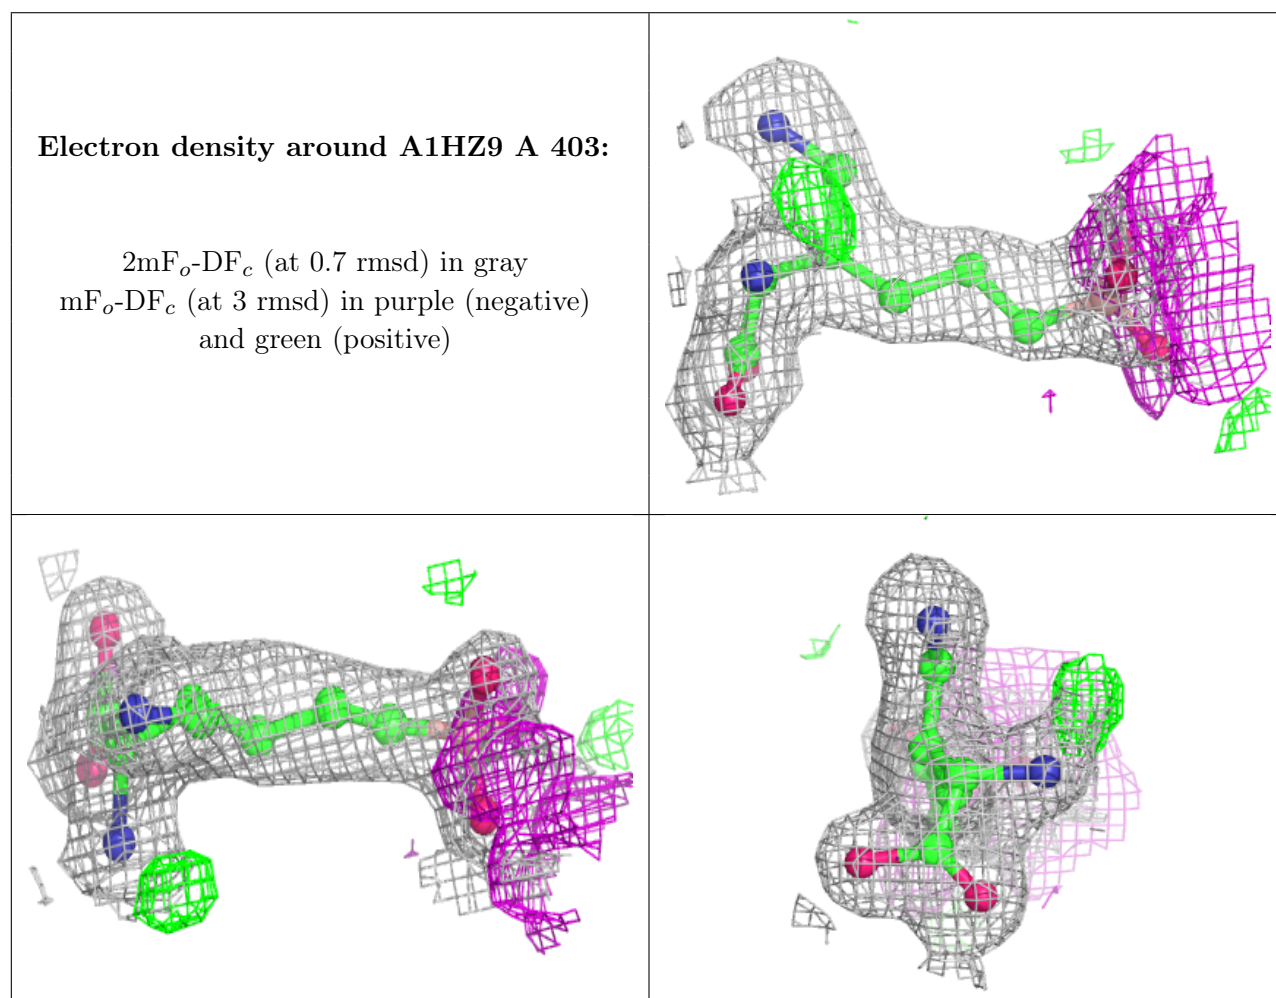 Electron density around A1HZ9 A 403:
2mFo-DFc (at 0.7 rmsd) in gray
mFo-DFc (at 3 rmsd) in purple (negative)
and green (positive)